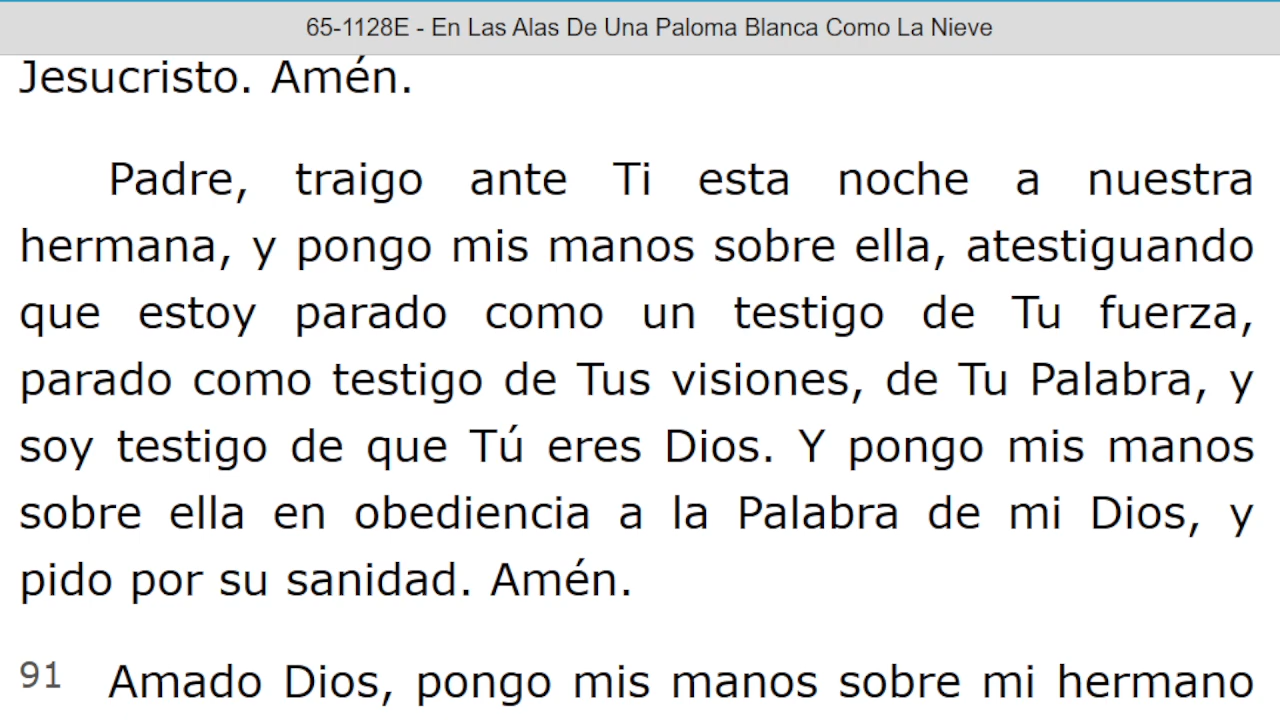 65-1128E - En Las Alas De Una Paloma Blanca Como La Nieve
Jesucristo. Amén.
Padre, traigo ante Ti esta noche a nuestra
hermana, y pongo mis manos sobre ella, atestiguando
que estoy parado como un testigo de Tu fuerza,
parado como testigo de Tus visiones, de Tu Palabra, y
soy testigo de que Tú eres Dios. Y pongo mis manos
sobre ella en obediencia a la Palabra de mi Dios, y
pido por su sanidad. Amén.
91 Amado Dios, pongo mis manos sobre mi hermano